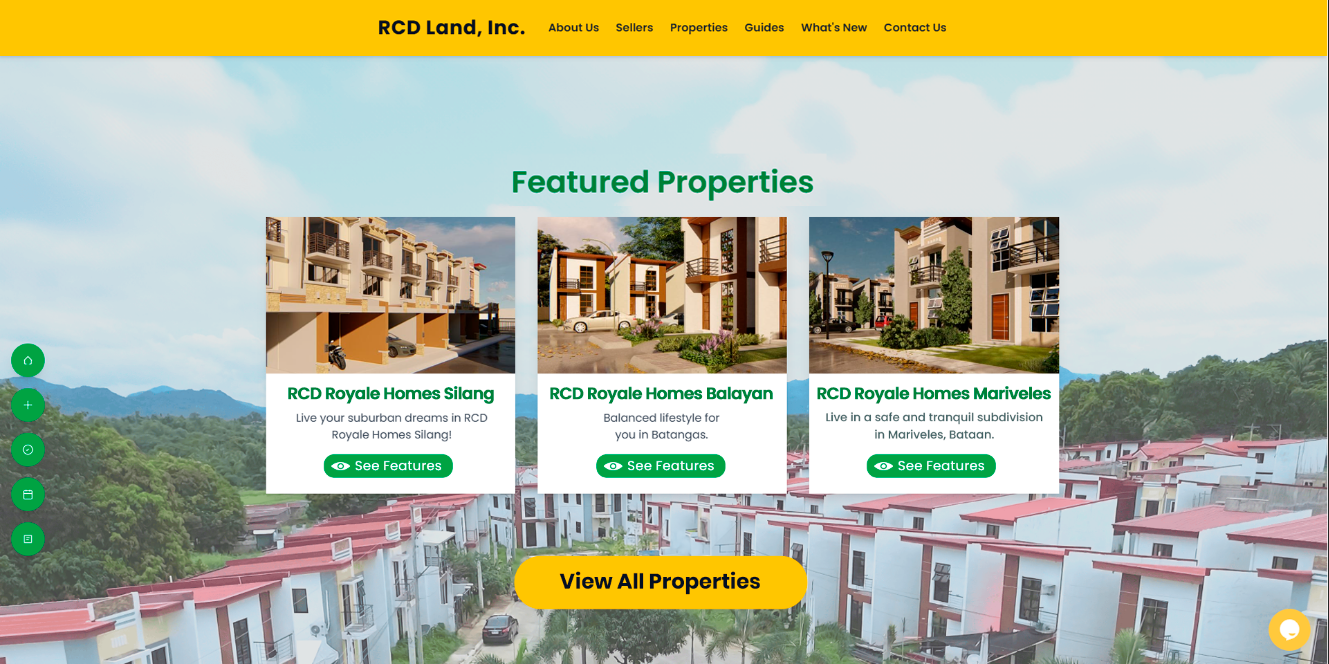 RCD Land, Inc. About Us Sellers Properties Guides What's New Contact Us
Featured Properties
RCD Royale Homes Silang
Live your suburban dreams in RCD
Royale Homes Silang!
See Features
RCD Royale Homes Balayan
Balanced lifestyle for
you in Batangas.
See Features
RCD Royale Homes Mariveles
Live in a safe and tranquil subdivision
in Mariveles, Bataan.
See Features
View All Properties